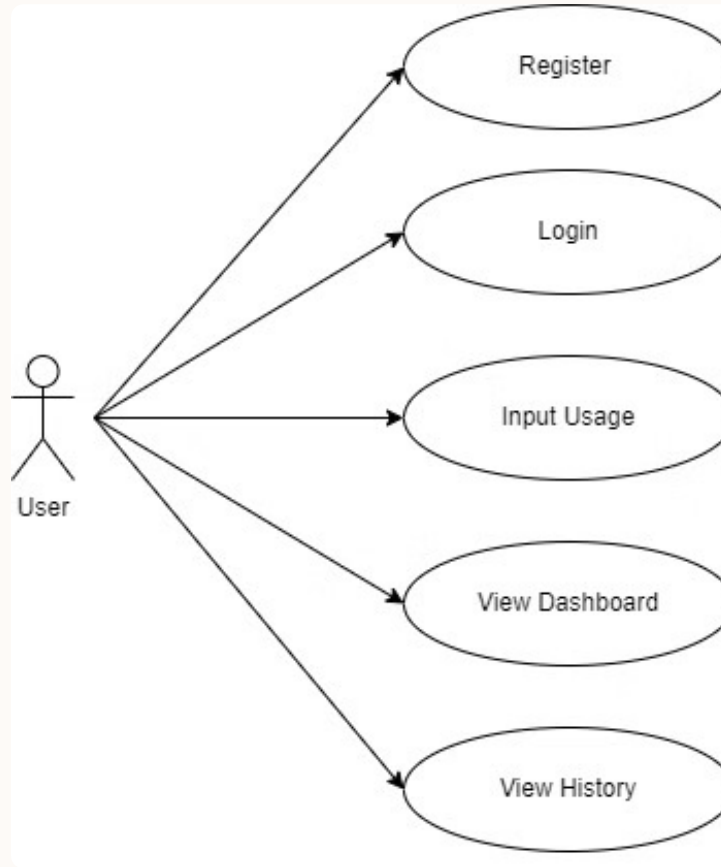 Register
Login
Input Usage
User
View Dashboard
View History